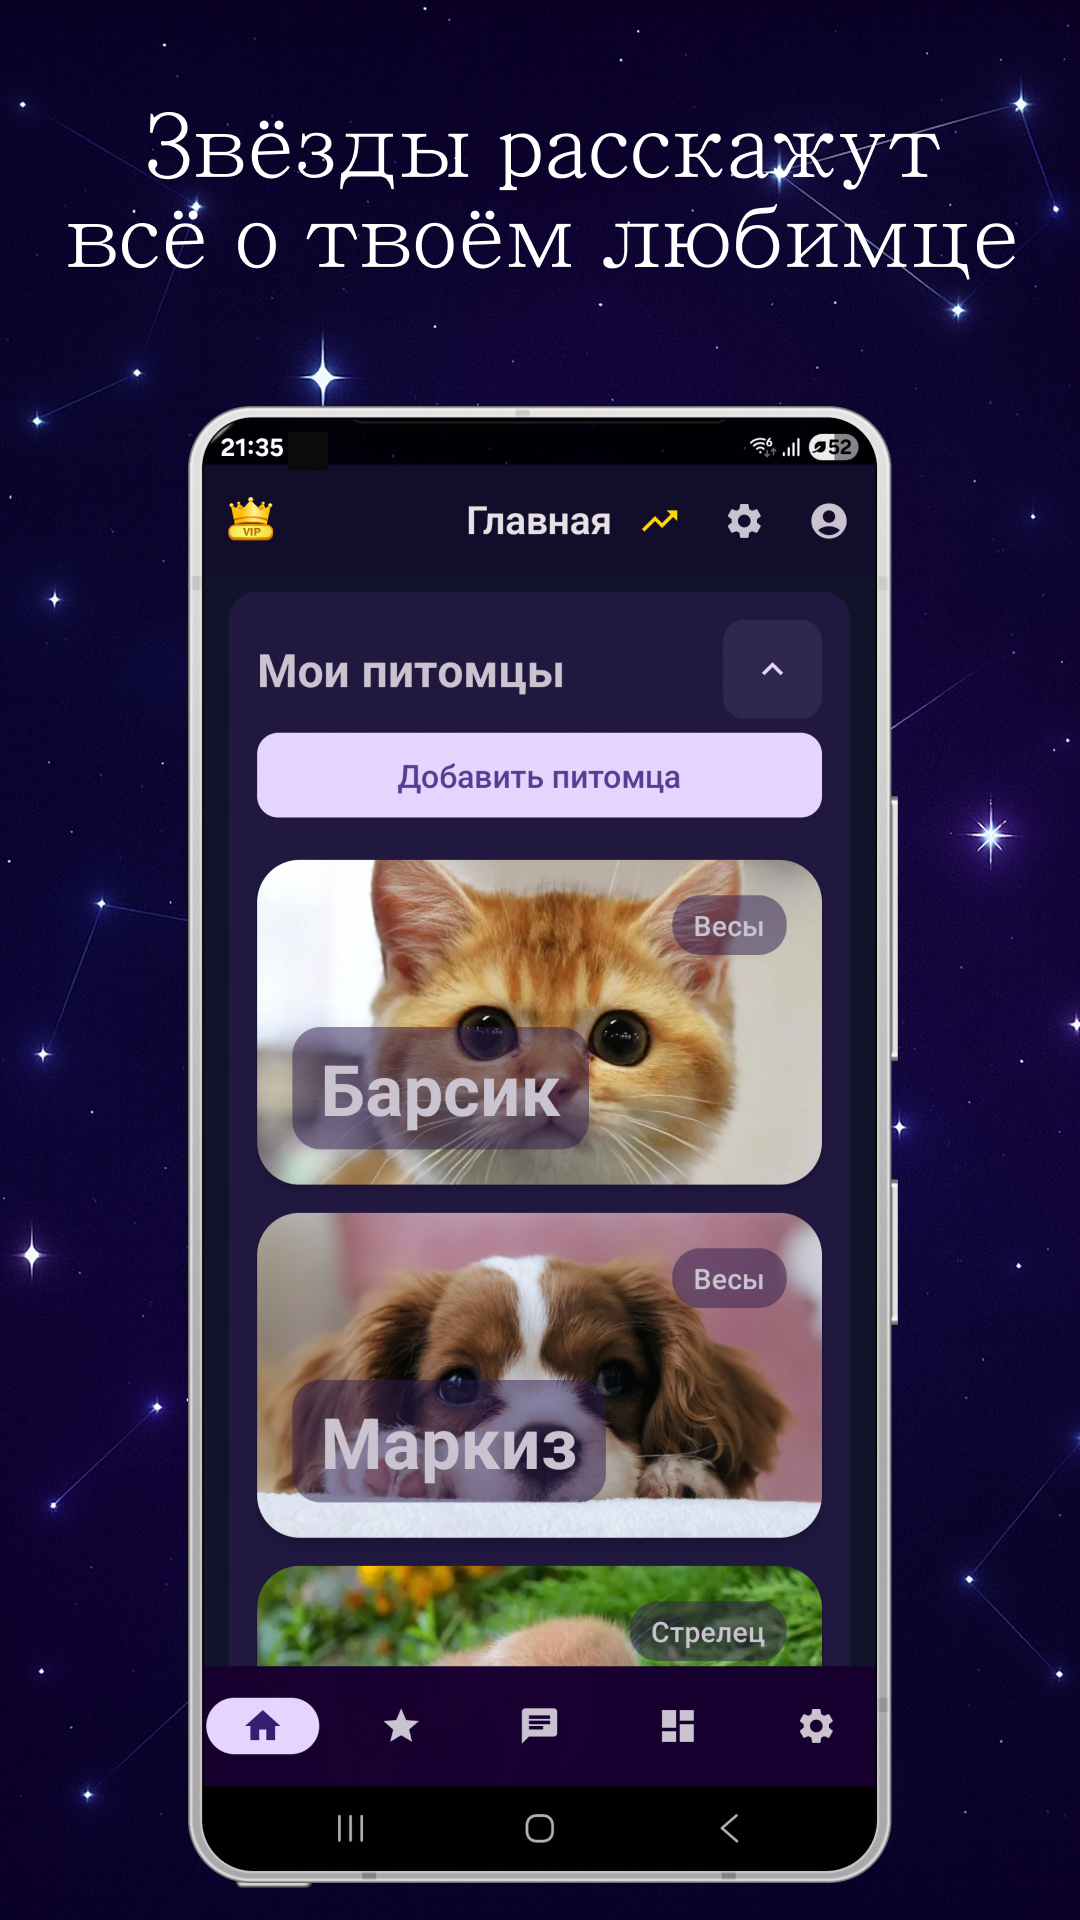 Звёзды расскажут
всё о твоём любимце
21:35
6
52
VIP
Главная
Мои питомцы
Добавить питомца
Весы
Барсик
Весы
Маркиз
Стрелец